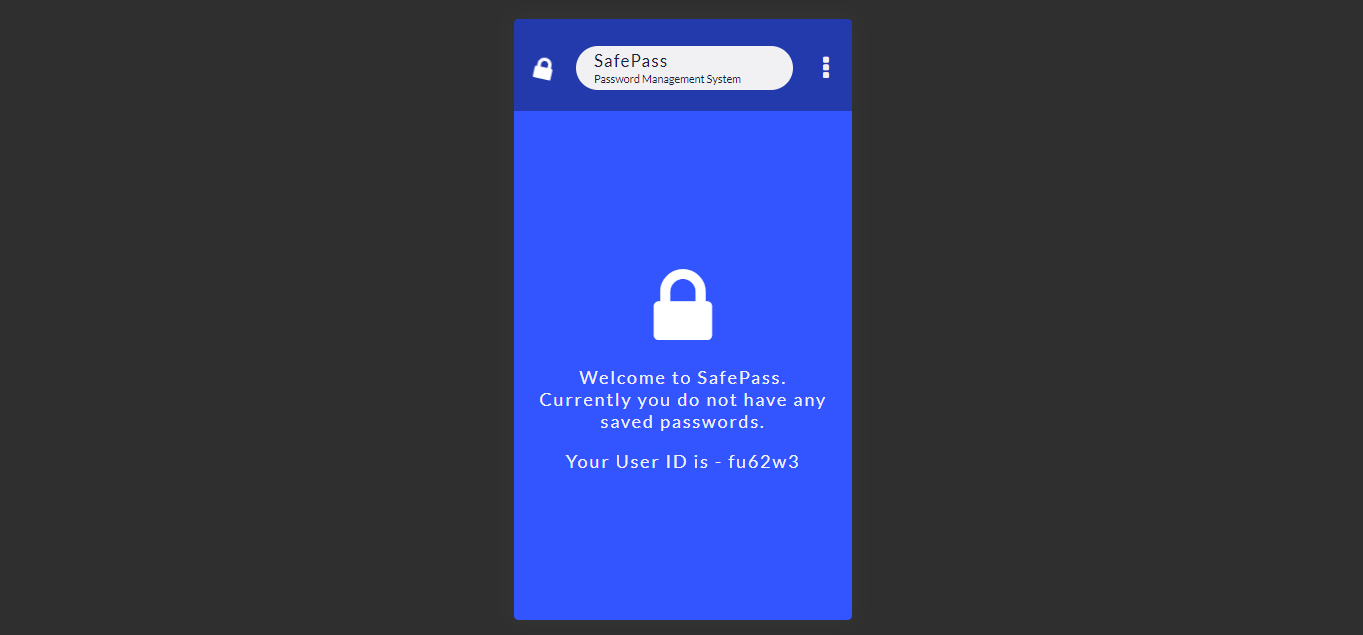 SafePass
Password Management System
Welcome to SafePass.
Currently you do not have any
saved passwords.
Your User ID is - fu62w3